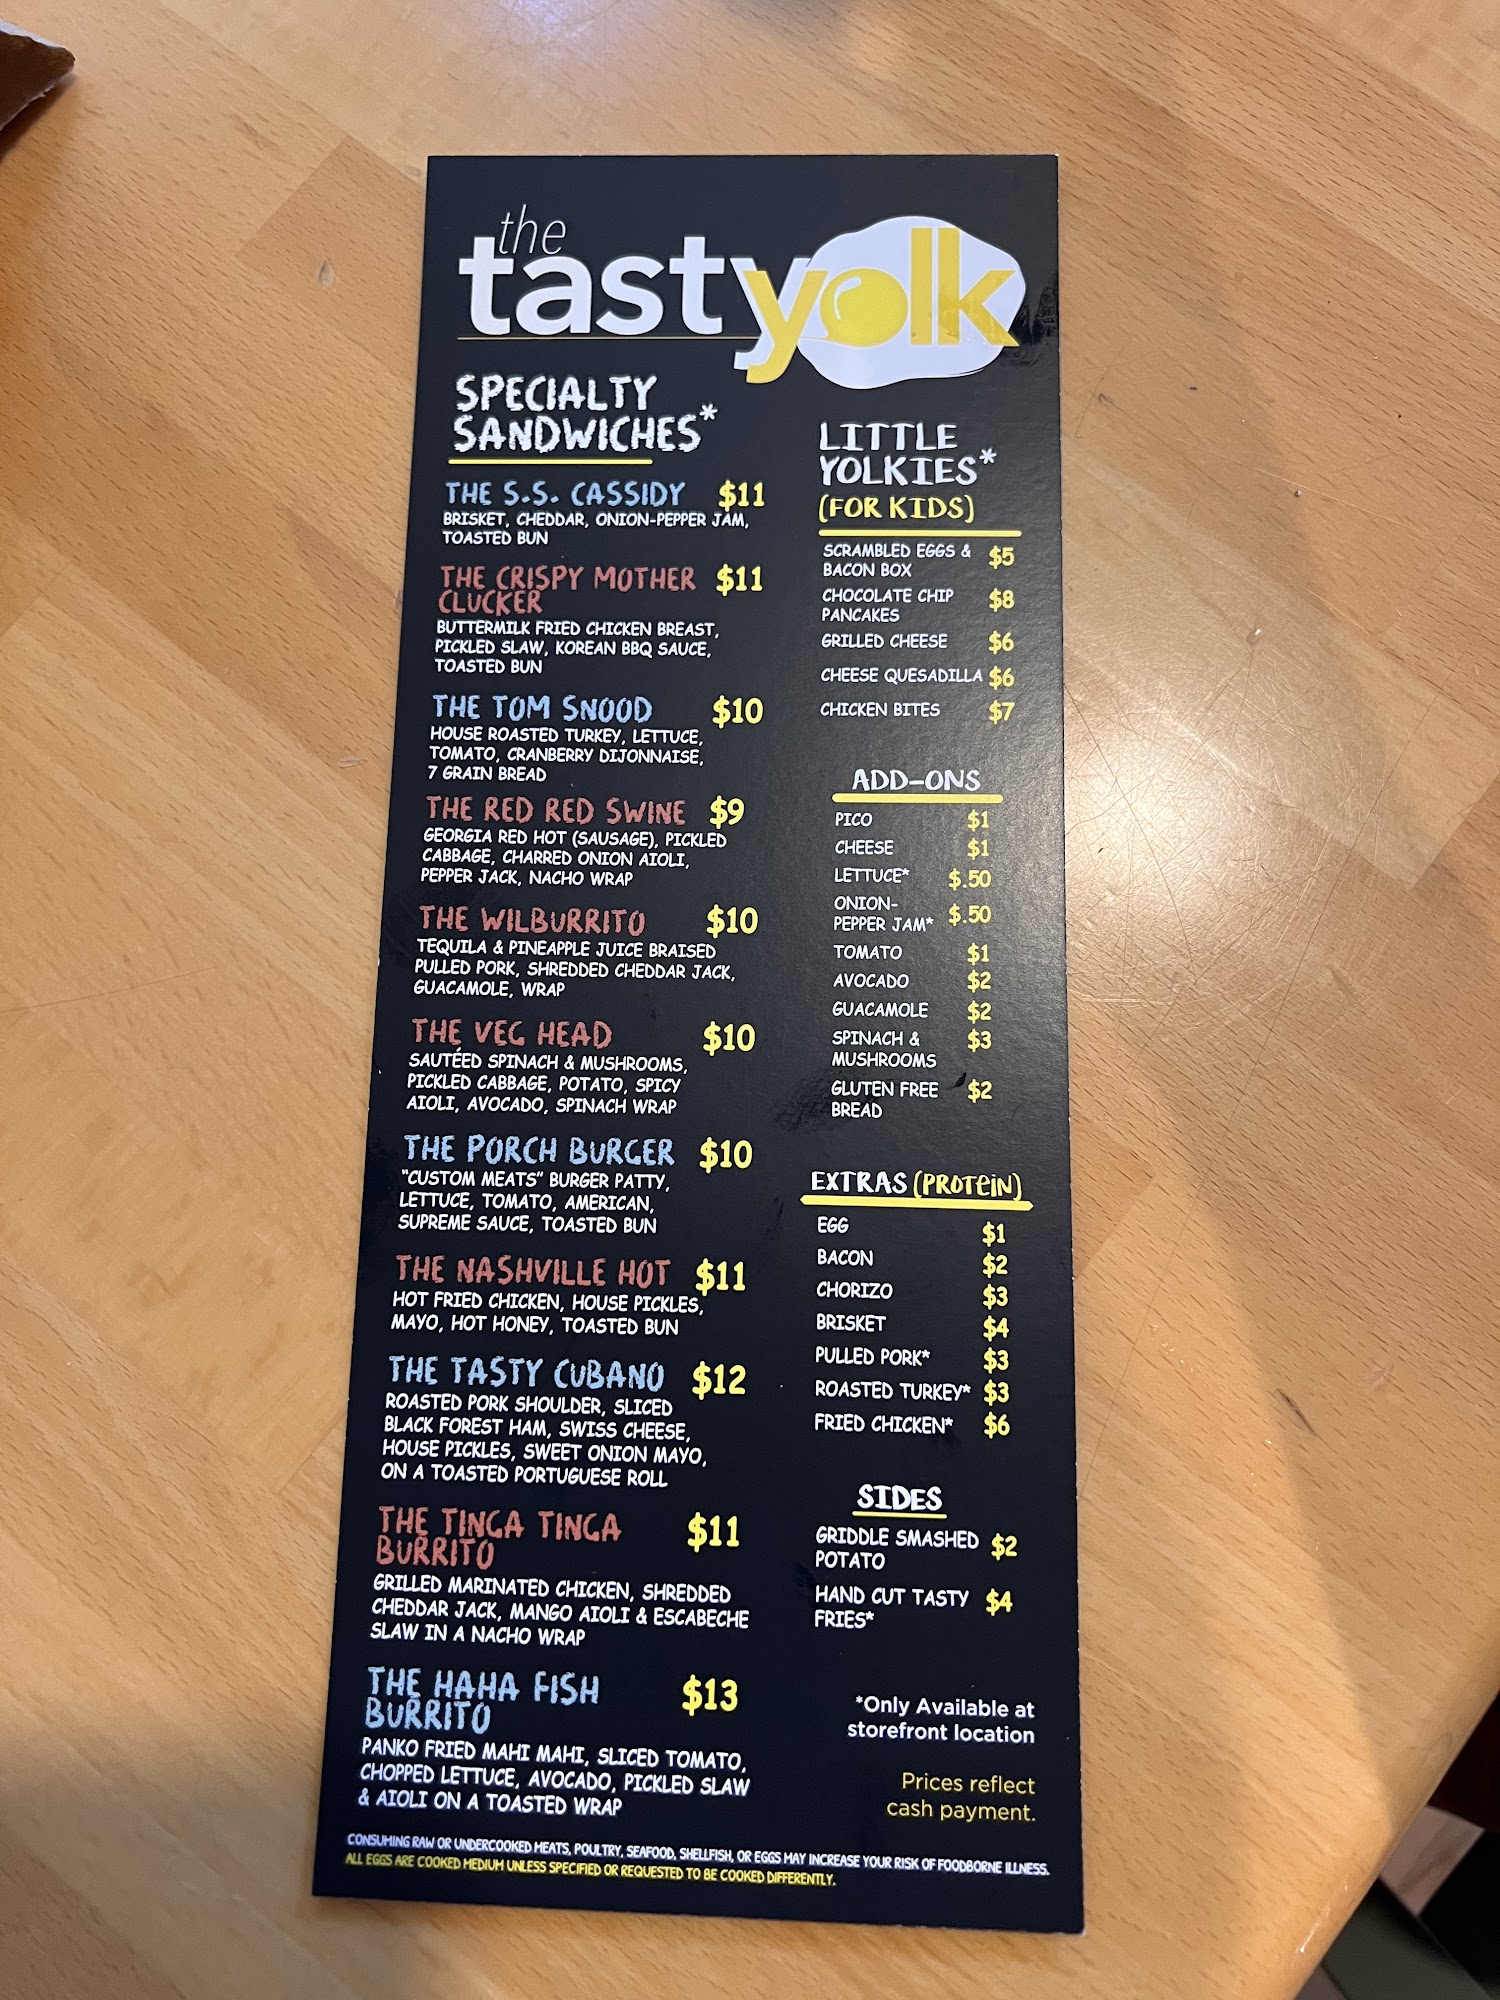 the
tastyyolk
SPECIALTY
SANDWICHES*
THE S.S. CASSIDY $11
BRISKET, CHEDDAR, ONION-PEPPER JAM,
TOASTED BUN
THE CRISPY MOTHER $11
CLUCKER
BUTTERMILK FRIED CHICKEN BREAST,
PICKLED SLAW, KOREAN BBQ SAUCE,
TOASTED BUN
THE TOM SNOOD $10
HOUSE ROASTED TURKEY, LETTUCE,
TOMATO, CRANBERRY DIJONNAISE,
7 GRAIN BREAD
THE RED RED SWINE $9
GEORGIA RED HOT (SAUSAGE), PICKLED
CABBAGE, CHARRED ONION AIOLI,
PEPPER JACK, NACHO WRAP
THE WILBURRITO $10
TEQUILA & PINEAPPLE JUICE BRAISED
PULLED PORK, SHREDDED CHEDDAR JACK,
GUACAMOLE, WRAP
THE VEG HEAD $10
SAUTÉED SPINACH & MUSHROOMS,
PICKLED CABBAGE, POTATO, SPICY
AIOLI, AVOCADO, SPINACH WRAP
THE PORCH BURGER $10
"CUSTOM MEATS" BURGER PATTY,
LETTUCE, TOMATO, AMERICAN,
SUPREME SAUCE, TOASTED BUN
THE NASHVILLE HOT $11
HOT FRIED CHICKEN, HOUSE PICKLES,
MAYO, HOT HONEY, TOASTED BUN
THE TASTY CUBANO $12
ROASTED PORK SHOULDER, SLICED
BLACK FOREST HAM, SWISS CHEESE,
HOUSE PICKLES, SWEET ONION MAYO,
ON A TOASTED PORTUGUESE ROLL
THE TINGA TINGA $11
BURRITO
GRILLED MARINATED CHICKEN, SHREDDED
CHEDDAR JACK, MANGO AIOLI & ESCABECHE
SLAW IN A NACHO WRAP
THE HAHA FISH $13
BURRITO
PANKO FRIED MAHI MAHI, SLICED TOMATO,
CHOPPED LETTUCE, AVOCADO, PICKLED SLAW
& AIOLI ON A TOASTED WRAP
LITTLE
YOLKIES*
(FOR KIDS)
SCRAMBLED EGGS & $5
BACON BOX
CHOCOLATE CHIP $8
PANCAKES
GRILLED CHEESE $6
CHEESE QUESADILLA $6
CHICKEN BITES $7
ADD-ONS
PICO $1
CHEESE $1
LETTUCE* $.50
ONION-
PEPPER JAM* $.50
TOMATO $1
AVOCADO $2
GUACAMOLE $2
SPINACH & $3
MUSHROOMS
GLUTEN FREE $2
BREAD
EXTRAS (PROTEIN)
EGG $1
BACON $2
CHORIZO $3
BRISKET $4
PULLED PORK* $3
ROASTED TURKEY* $3
FRIED CHICKEN* $6
SIDES
GRIDDLE SMASHED $2
POTATO
HAND CUT TASTY $4
FRIES*
*Only Available at
storefront location
Prices reflect
cash payment.
CONSUMING RAW OR UNDERCOOKED MEATS, POULTRY, SEAFOOD, SHELLFISH, OR EGGS MAY INCREASE YOUR RISK OF FOODBORNE ILLNESS.
ALL EGGS ARE COOKED MEDIUM UNLESS SPECIFIED OR REQUESTED TO BE COOKED DIFFERENTLY.